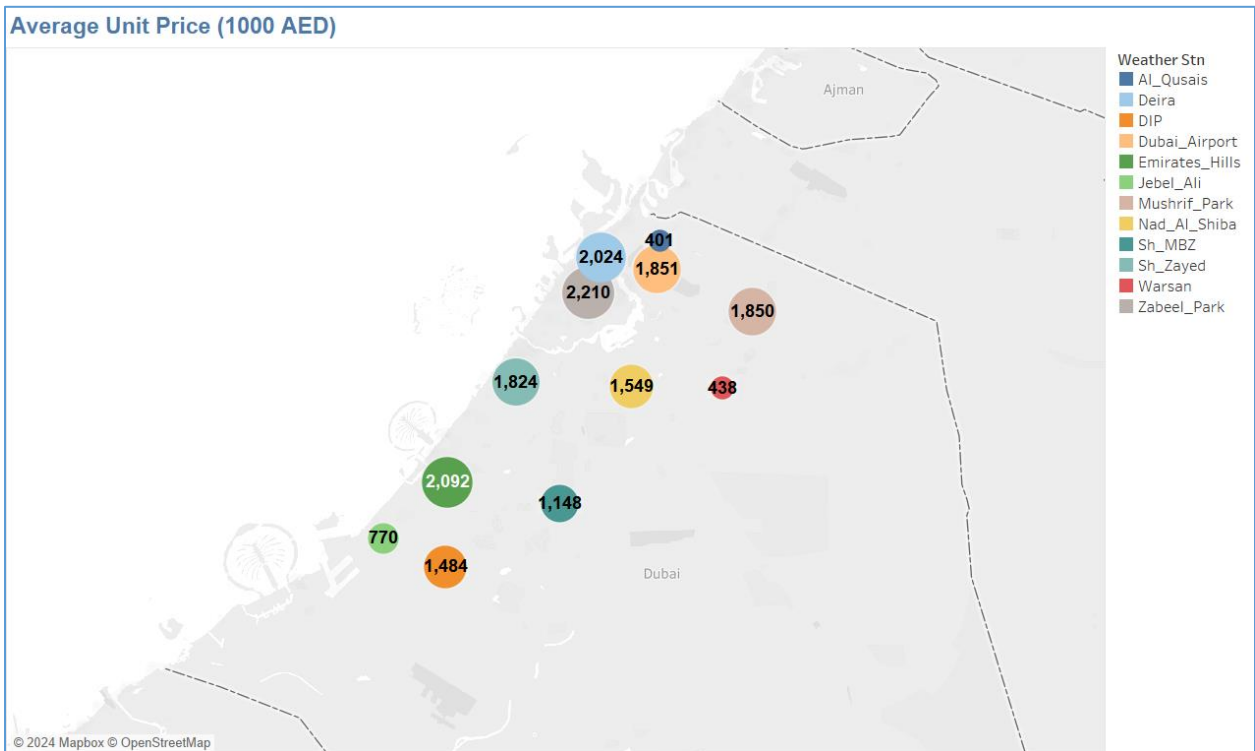 Average Unit Price (1000 AED)
Weather Stn
Al_Qusais
Deira
DIP
Dubai_Airport
Emirates_Hills
Jebel_Ali
Mushrif_Park
Nad_Al_Shiba
Sh_MBZ
Sh_Zayed
Warsan
Zabeel_Park
Ajman
401
2,024
1,851
2,210
1,850
1,824
1,549
438
2,092
1,148
770
1,484
Dubai
© 2024 Mapbox © OpenStreetMap